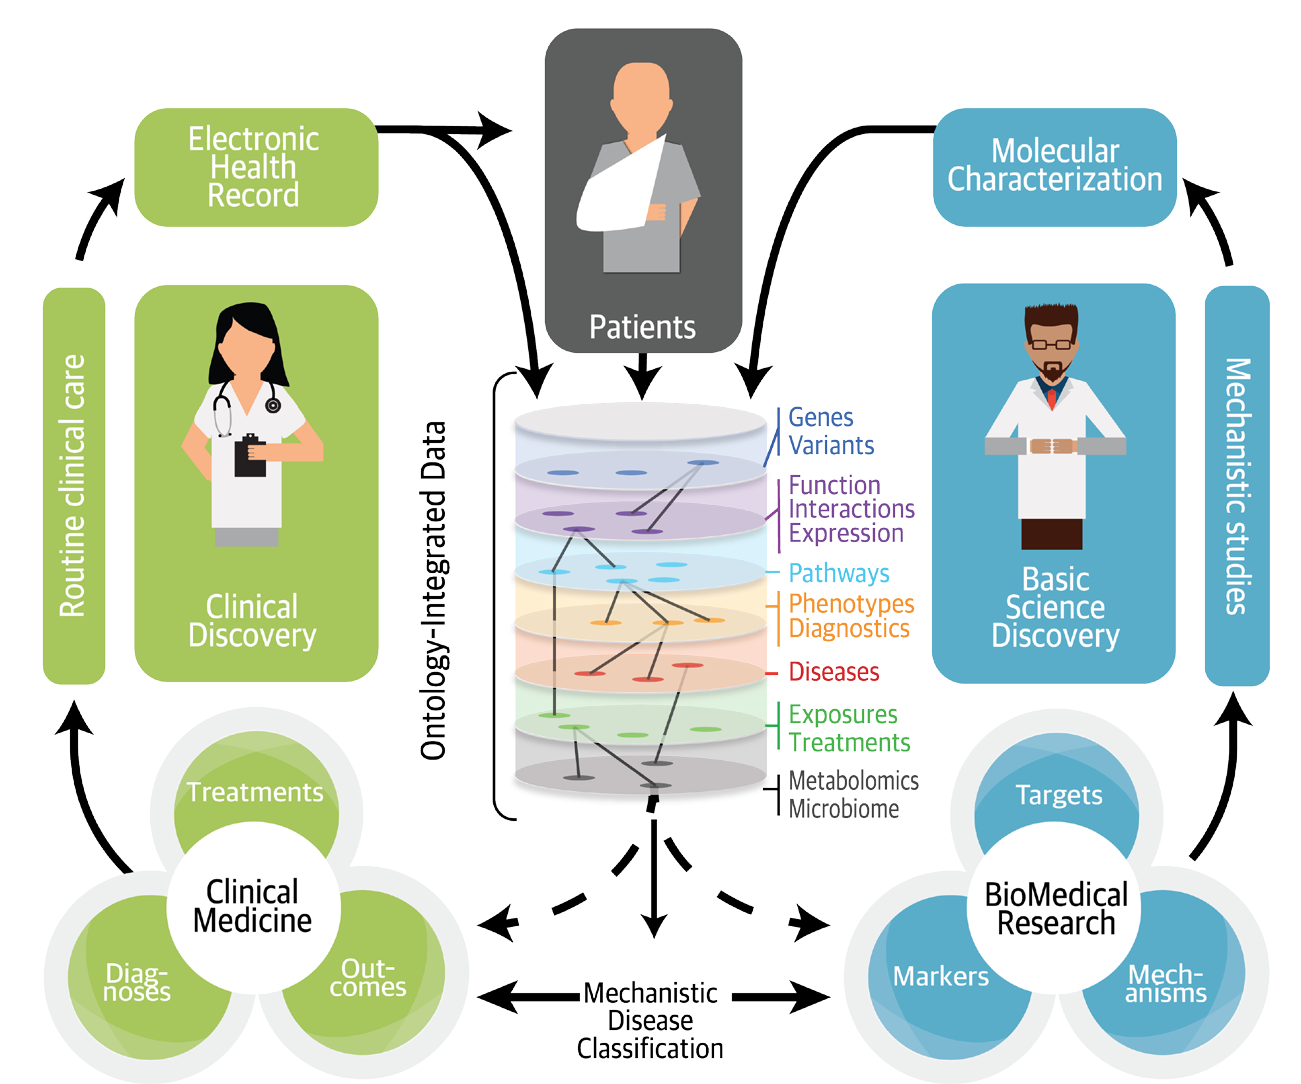 Electronic
Health
Record
Patients
Molecular
Characterization
Routine clinical care
Clinical
Discovery
Ontology-Integrated Data
Genes
Variants
Function
Interactions
Expression
Pathways
Phenotypes
Diagnostics
Diseases
Exposures
Treatments
Metabolomics
Microbiome
Basic
Science
Discovery
Mechanistic studies
Treatments
Clinical
Medicine
Diag-
noses
Out-
comes
Mechanistic
Disease
Classification
Targets
BioMedical
Research
Markers
Mech-
anisms